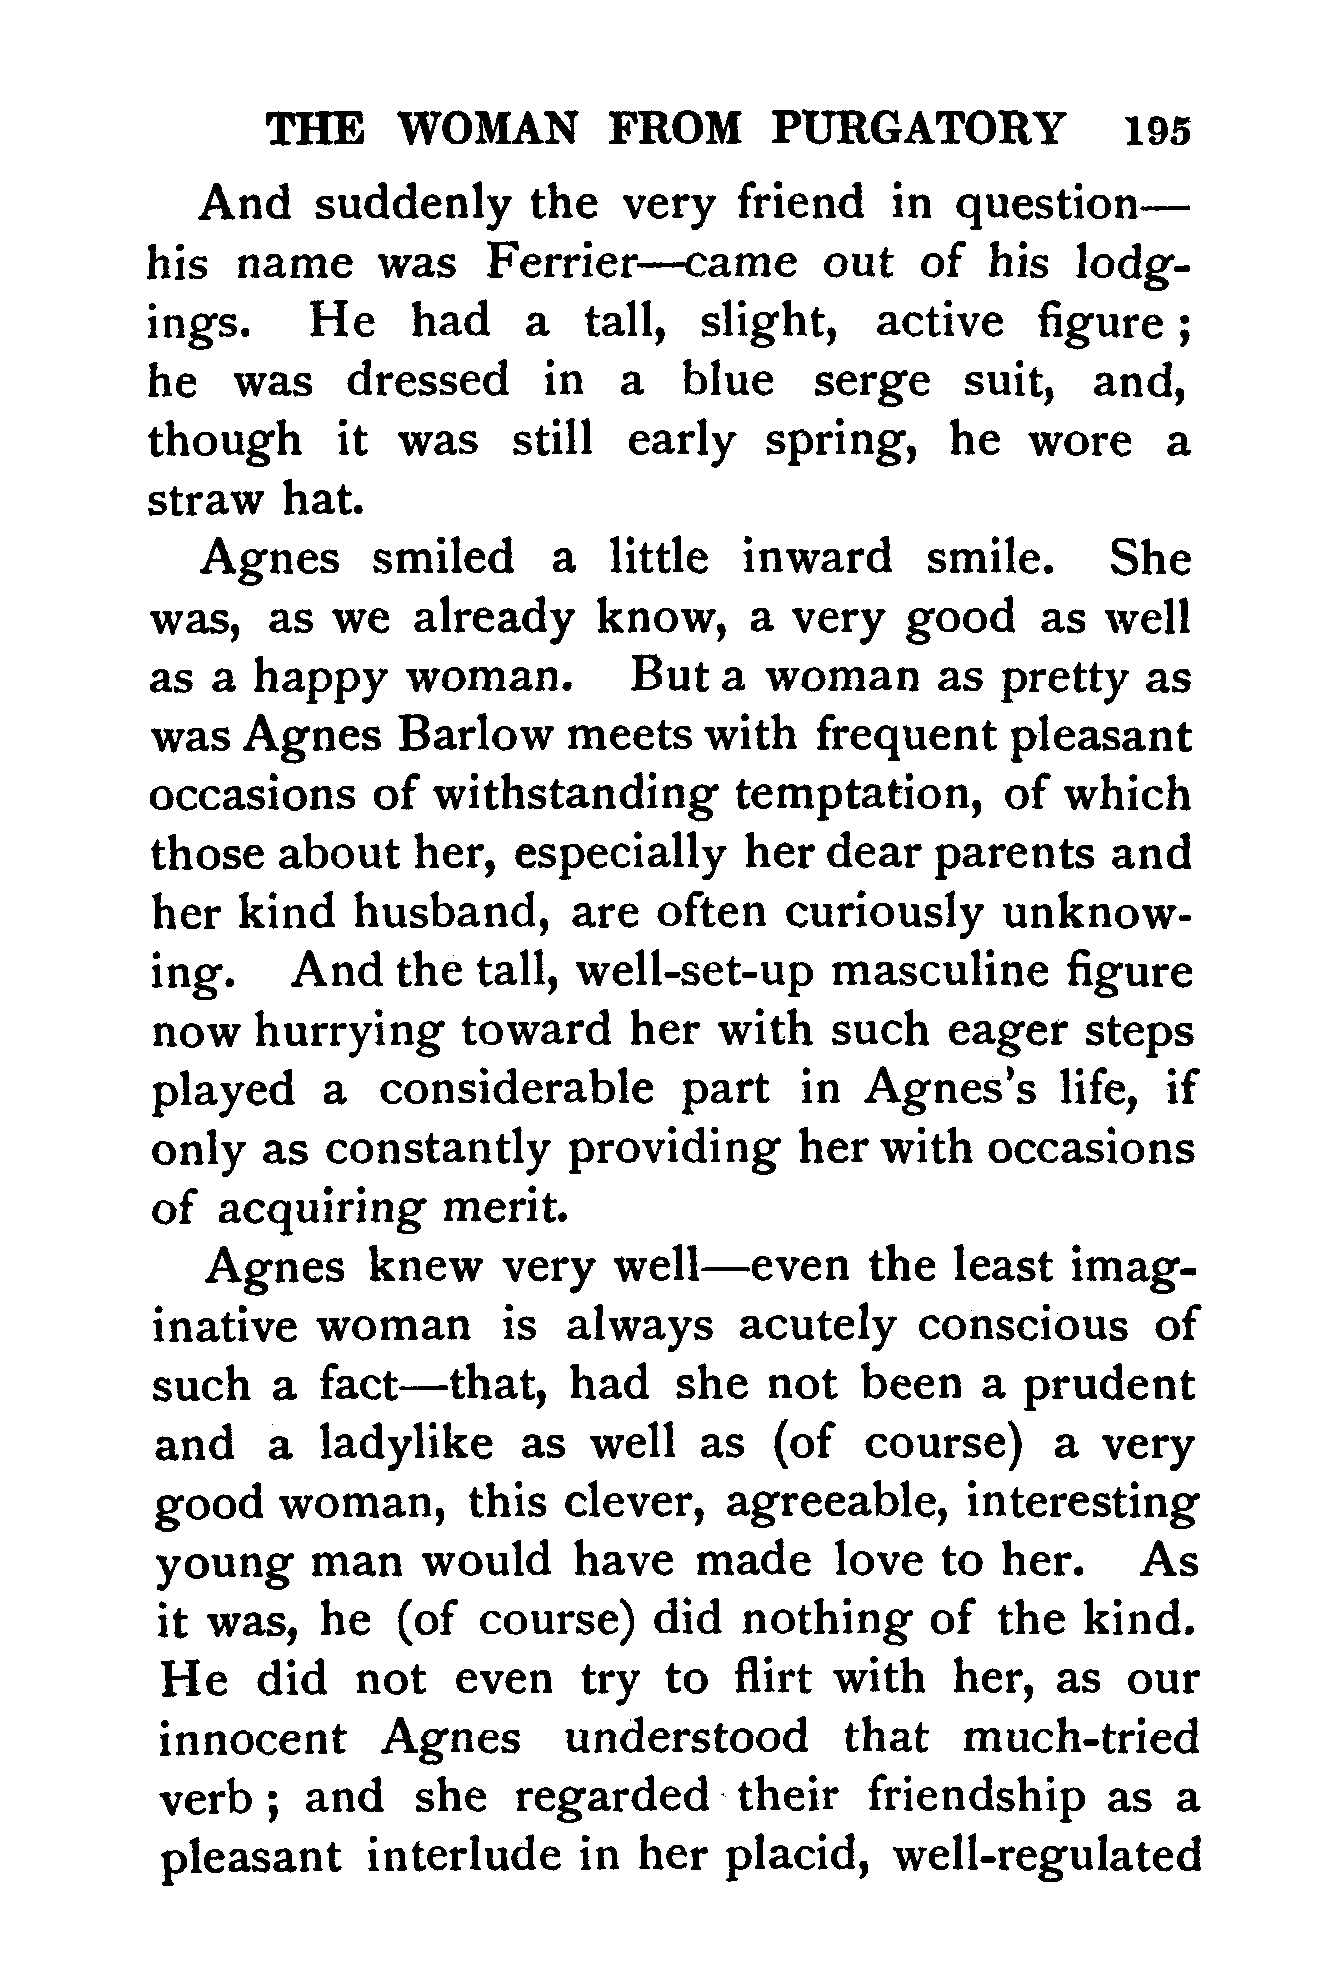 THE WOMAN FROM PURGATORY 195
And suddenly the very friend in question—
his name was Ferrier—came out of his lodg-
ings. He had a tall, slight, active figure ;
he was dressed in a blue serge suit, and,
though it was still early spring, he wore a
straw hat.
Agnes smiled a little inward smile. She
was, as we already know, a very good as well
as a happy woman. But a woman as pretty as
was Agnes Barlow meets with frequent pleasant
occasions of withstanding temptation, of which
those about her, especially her dear parents and
her kind husband, are often curiously unknow-
ing. And the tall, well-set-up masculine figure
now hurrying toward her with such eager steps
played a considerable part in Agnes's life, if
only as constantly providing her with occasions
of acquiring merit.
Agnes knew very well—even the least imag-
inative woman is always acutely conscious of
such a fact—that, had she not been a prudent
and a ladylike as well as (of course) a very
good woman, this clever, agreeable, interesting
young man would have made love to her. As
it was, he (of course) did nothing of the kind.
He did not even try to flirt with her, as our
innocent Agnes understood that much-tried
verb ; and she regarded their friendship as a
pleasant interlude in her placid, well-regulated